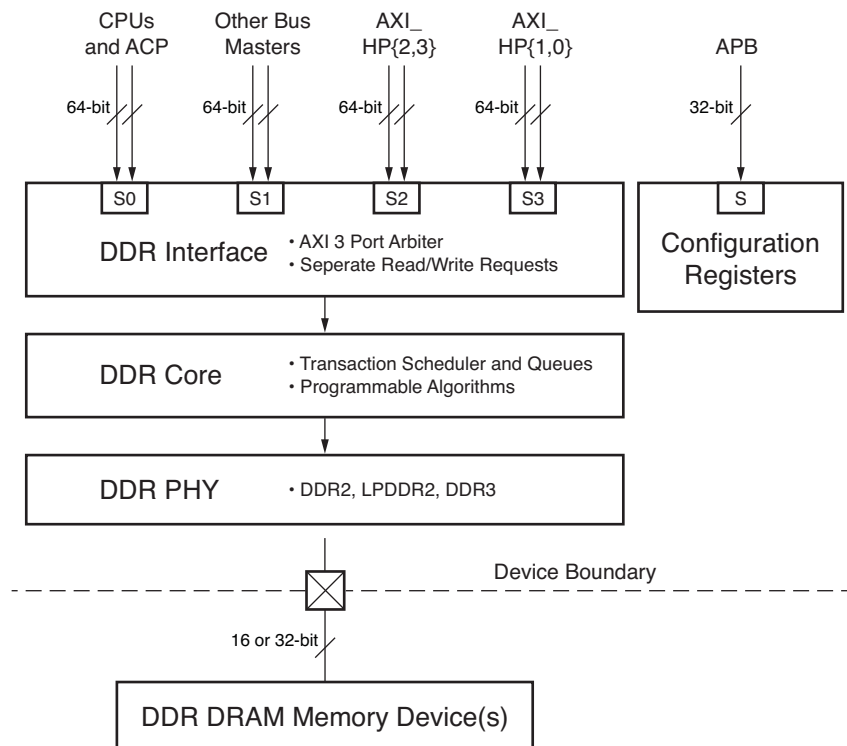 CPUs
and ACP
Other Bus
Masters
AXI_
HP{2,3}
AXI_
HP{1,0}
APB
64-bit
64-bit
64-bit
64-bit
32-bit
S0
S1
S2
S3
S
DDR Interface
• AXI 3 Port Arbiter
• Seperate Read/Write Requests
Configuration
Registers
DDR Core
• Transaction Scheduler and Queues
• Programmable Algorithms
DDR PHY
• DDR2, LPDDR2, DDR3
Device Boundary
16 or 32-bit
DDR DRAM Memory Device(s)